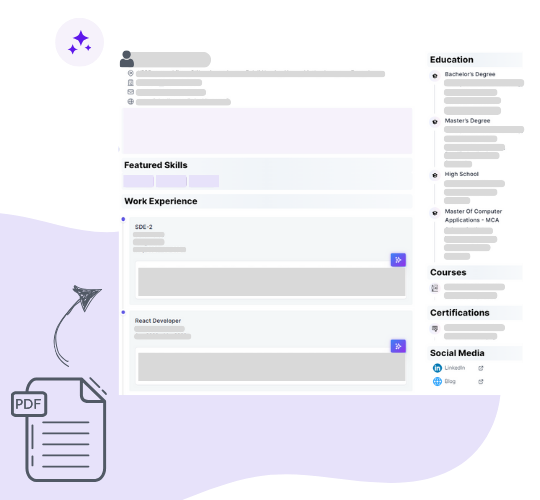 Featured Skills
Work Experience
SDE-2
React Developer
PDF
Education
Bachelor's Degree
Master's Degree
High School
Master Of Computer
Applications - MCA
Courses
Certifications
Social Media
LinkedIn
Blog